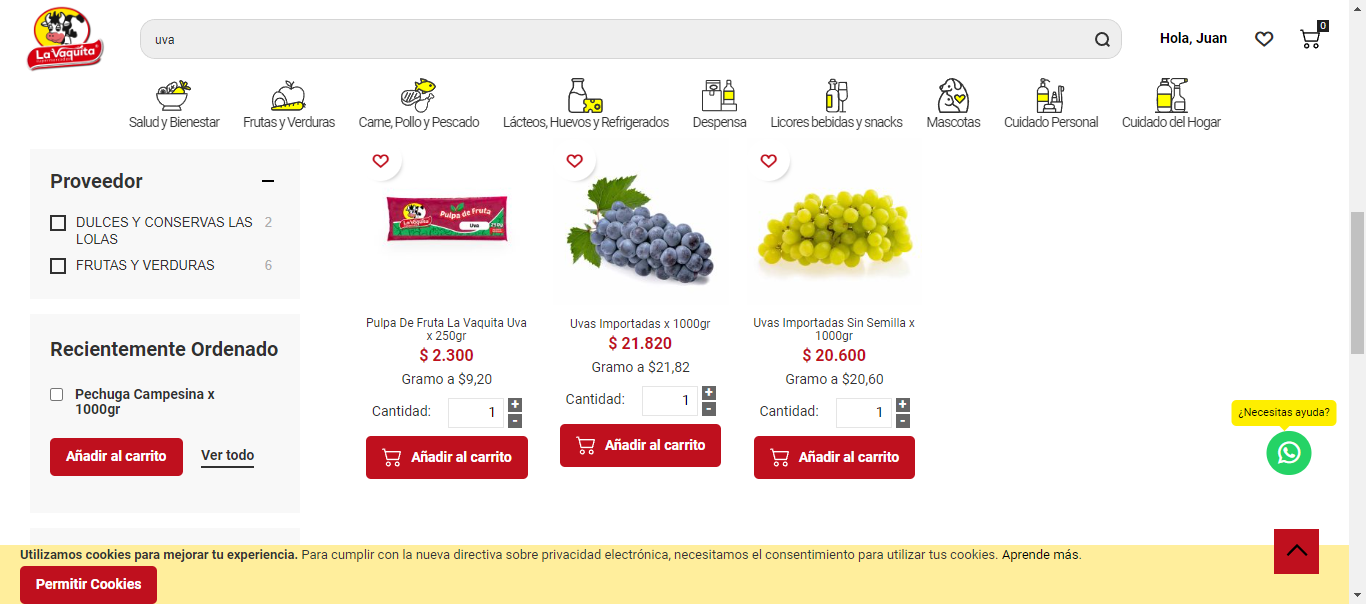 La Vaquita
uva
Hola, Juan
0
Salud y Bienestar
Frutas y Verduras
Carne, Pollo y Pescado
Lácteos, Huevos y Refrigerados
Despensa
Licores bebidas y snacks
Mascotas
Cuidado Personal
Cuidado del Hogar
Proveedor
DULCES Y CONSERVAS LAS 2
LOLAS
FRUTAS Y VERDURAS 6
Recientemente Ordenado
Pechuga Campesina x
1000gr
Añadir al carrito
Ver todo
La Vaquita
Pulpa de Fruta
Uva
250g
Pulpa De Fruta La Vaquita Uva
x 250gr
$ 2.300
Gramo a $9,20
Cantidad: 1 + -
Añadir al carrito
Uvas Importadas x 1000gr
$ 21.820
Gramo a $21,82
Cantidad: 1 + -
Añadir al carrito
Uvas Importadas Sin Semilla x
1000gr
$ 20.600
Gramo a $20,60
Cantidad: 1 + -
Añadir al carrito
¿Necesitas ayuda?
Utilizamos cookies para mejorar tu experiencia. Para cumplir con la nueva directiva sobre privacidad electrónica, necesitamos el consentimiento para utilizar tus cookies. Aprende más.
Permitir Cookies